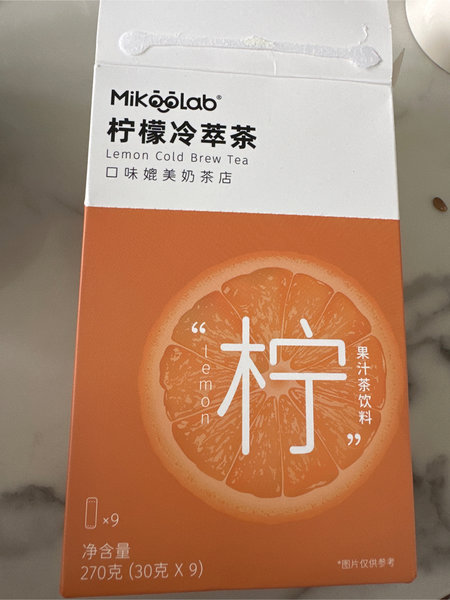 MikooLab®
柠檬冷萃茶
Lemon Cold Brew Tea
口味媲美奶茶店
“lemon
柠
果汁茶饮料”
×9
净含量
270克 (30克 X 9)
*图片仅供参考